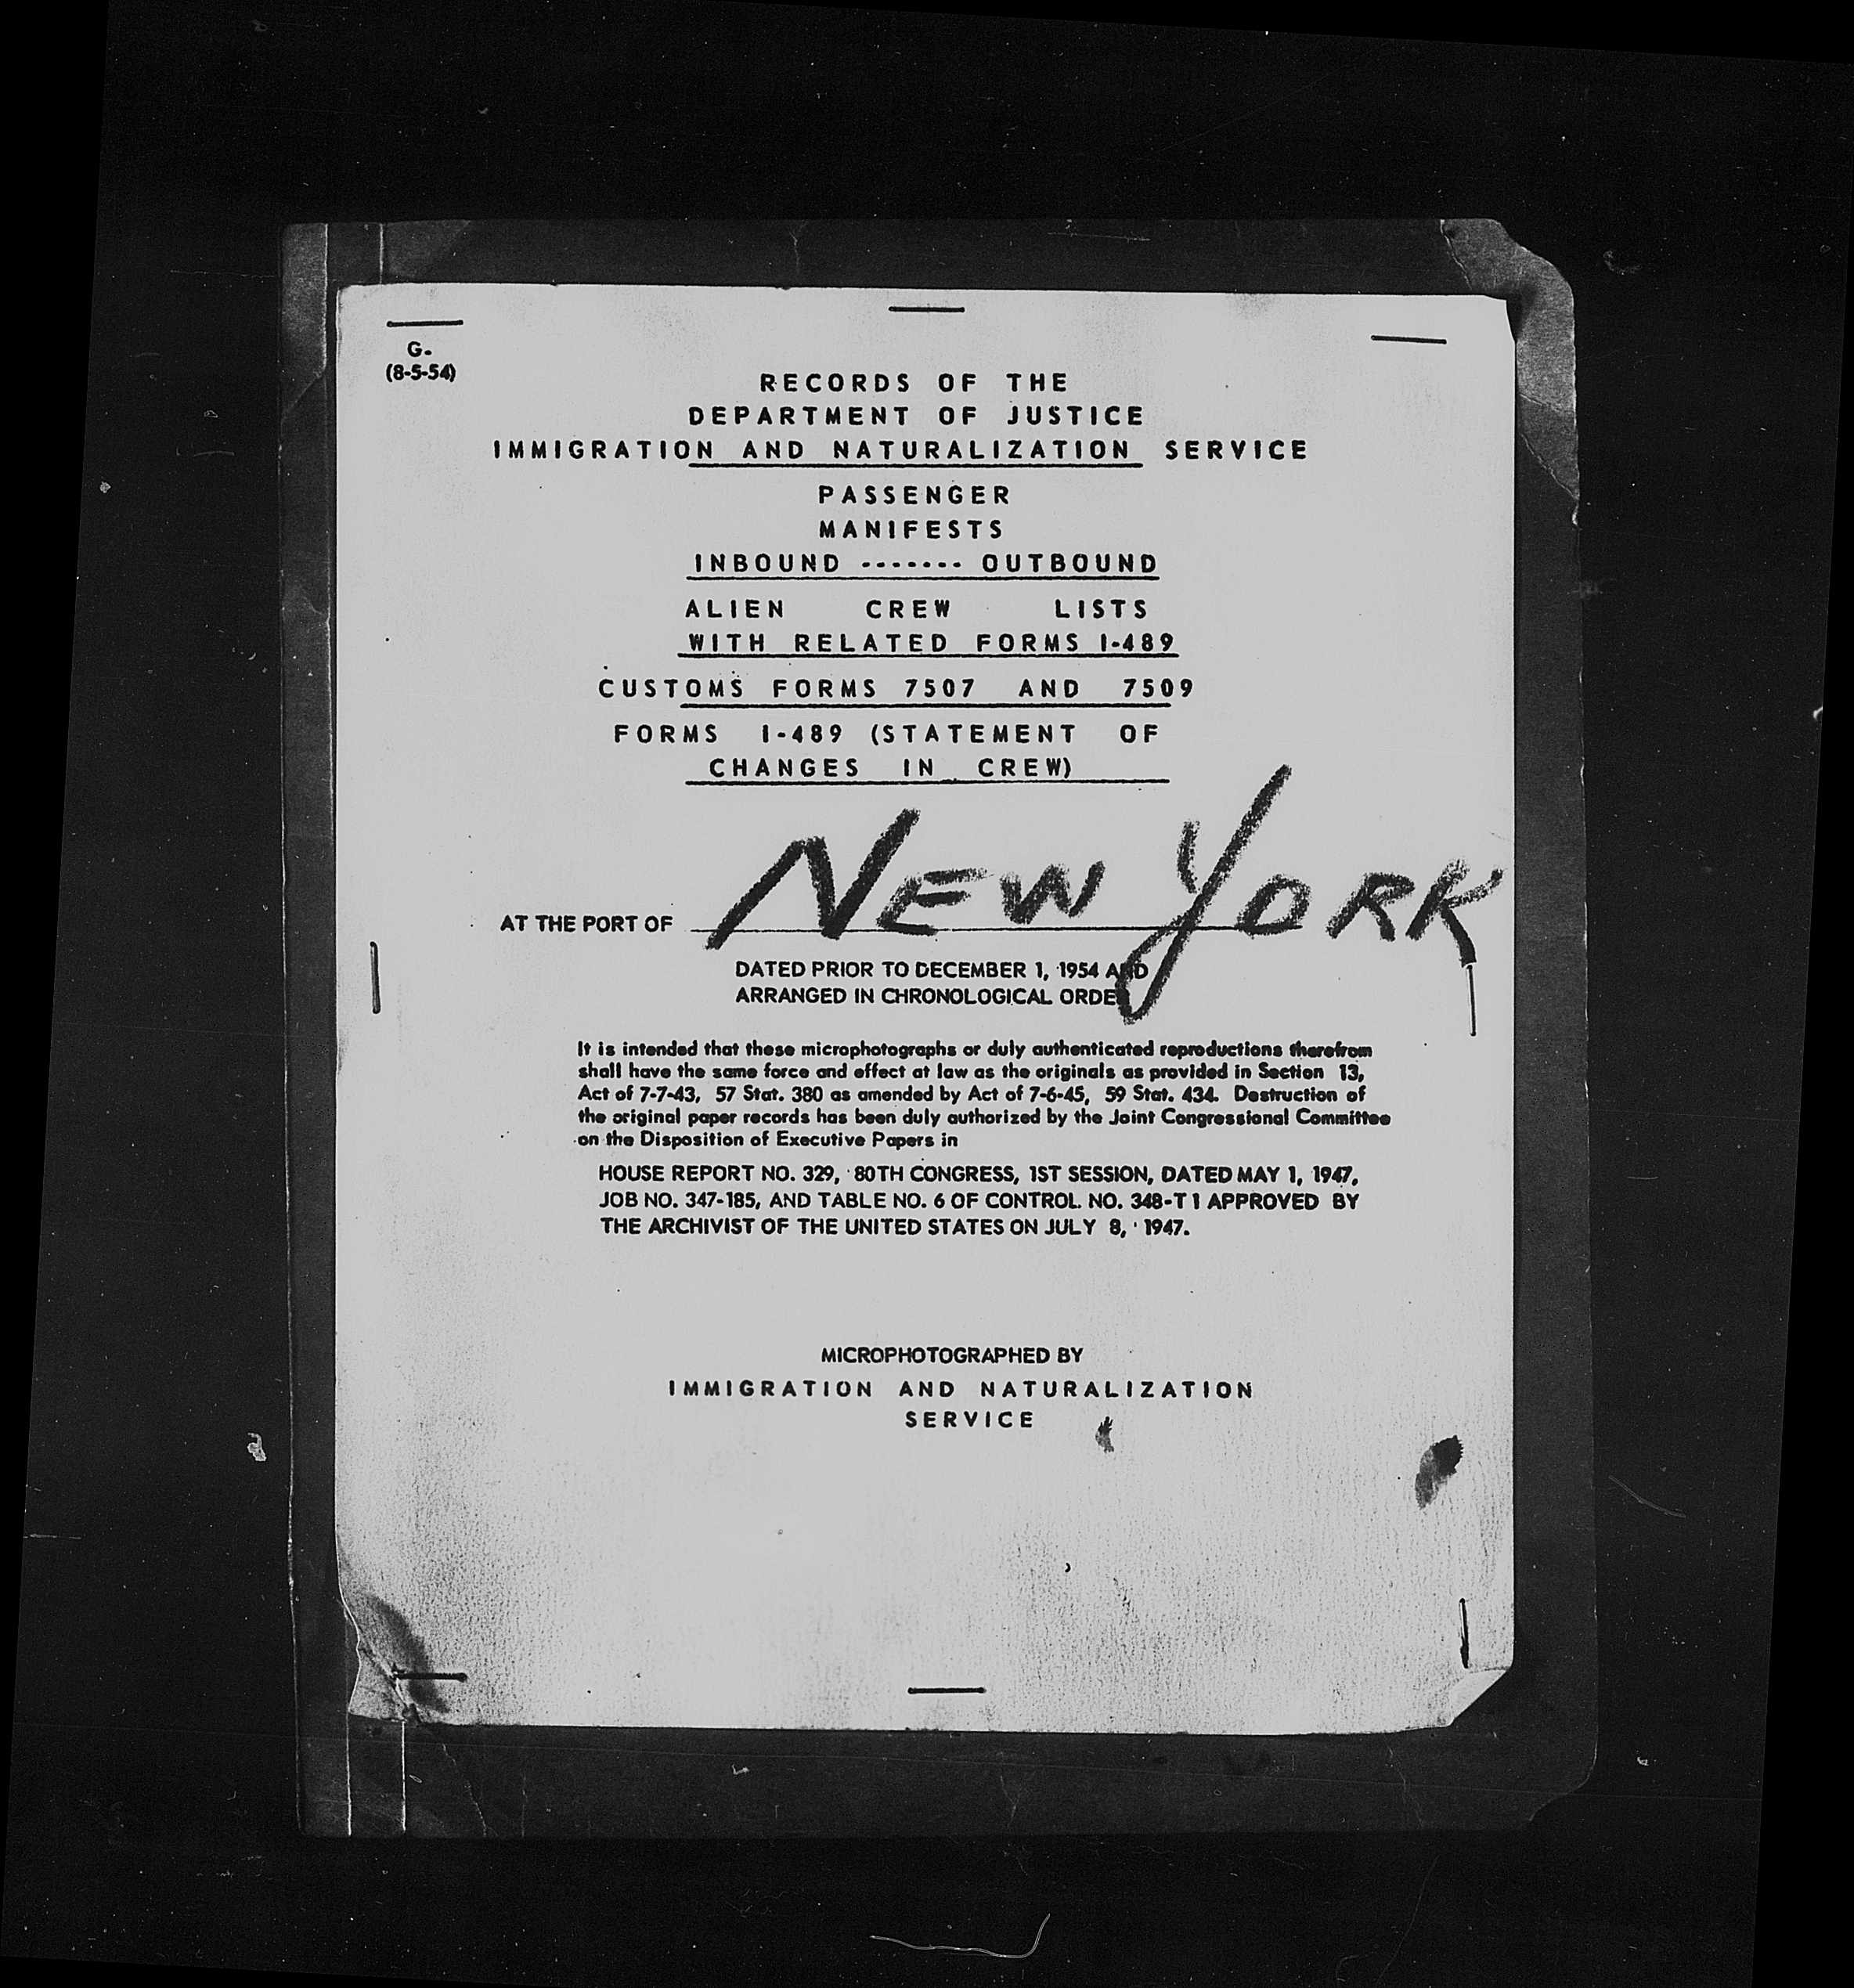 G-
(8-5-54)
RECORDS OF THE
DEPARTMENT OF JUSTICE
IMMIGRATION AND NATURALIZATION SERVICE
PASSENGER
MANIFESTS
INBOUND ------- OUTBOUND
ALIEN CREW LISTS
WITH RELATED FORMS I-489
CUSTOMS FORMS 7507 AND 7509
FORMS I-489 (STATEMENT OF
CHANGES IN CREW)
AT THE PORT OF NEW YORK
DATED PRIOR TO DECEMBER 1, 1954 AND
ARRANGED IN CHRONOLOGICAL ORDER
It is intended that these microphotographs or duly authenticated reproductions therefrom
shall have the same force and effect at law as the originals as provided in Section 13,
Act of 7-7-43, 57 Stat. 380 as amended by Act of 7-6-45, 59 Stat. 434. Destruction of
the original paper records has been duly authorized by the Joint Congressional Committee
on the Disposition of Executive Papers in
HOUSE REPORT NO. 329, 80TH CONGRESS, 1ST SESSION, DATED MAY 1, 1947,
JOB NO. 347-185, AND TABLE NO. 6 OF CONTROL NO. 348-T1 APPROVED BY
THE ARCHIVIST OF THE UNITED STATES ON JULY 8, 1947.
MICROPHOTOGRAPHED BY
IMMIGRATION AND NATURALIZATION
SERVICE